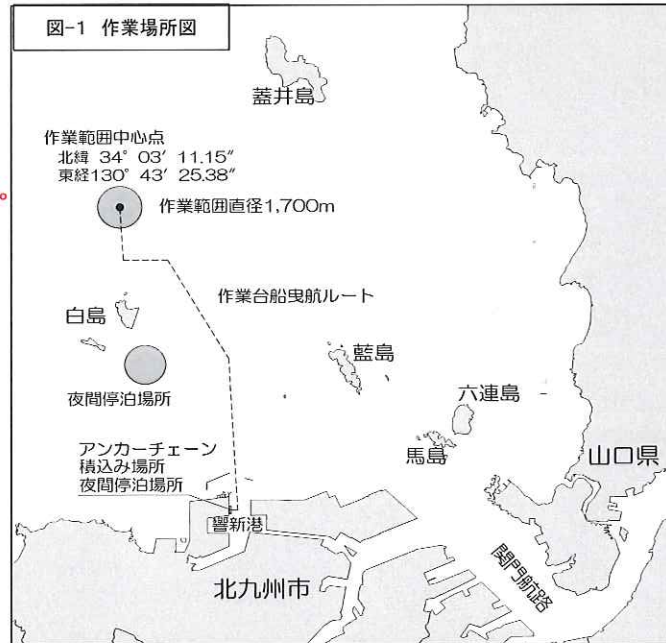 図-1 作業場所図
蓋井島
作業範囲中心点
北緯 34° 03′ 11.15″
東経130° 43′ 25.38″
作業範囲直径1,700m
作業台船曳航ルート
白島
藍島
夜間停泊場所
六連島
馬島
アンカーチェーン
積込み場所
夜間停泊場所
山口県
響新港
関門航路
北九州市